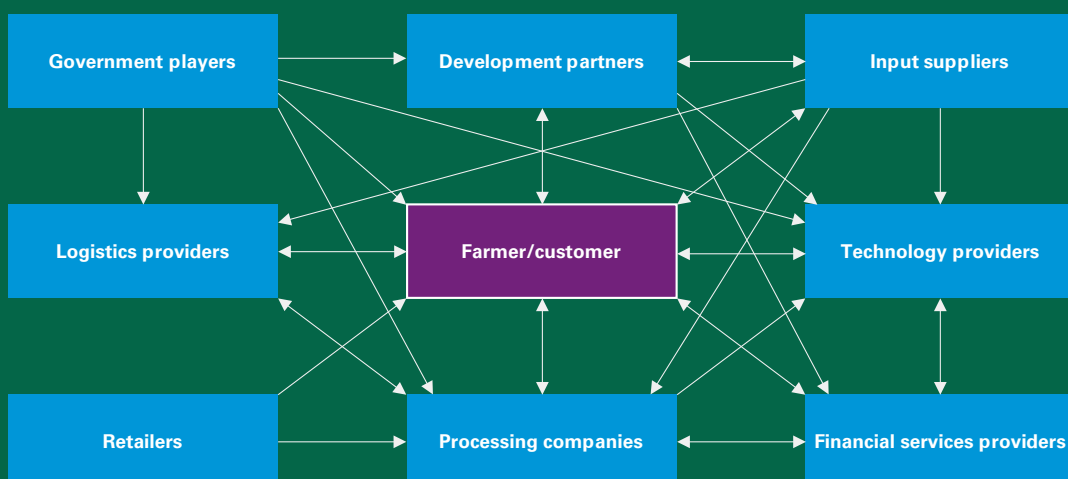 Government players
Development partners
Input suppliers
Logistics providers
Farmer/customer
Technology providers
Retailers
Processing companies
Financial services providers